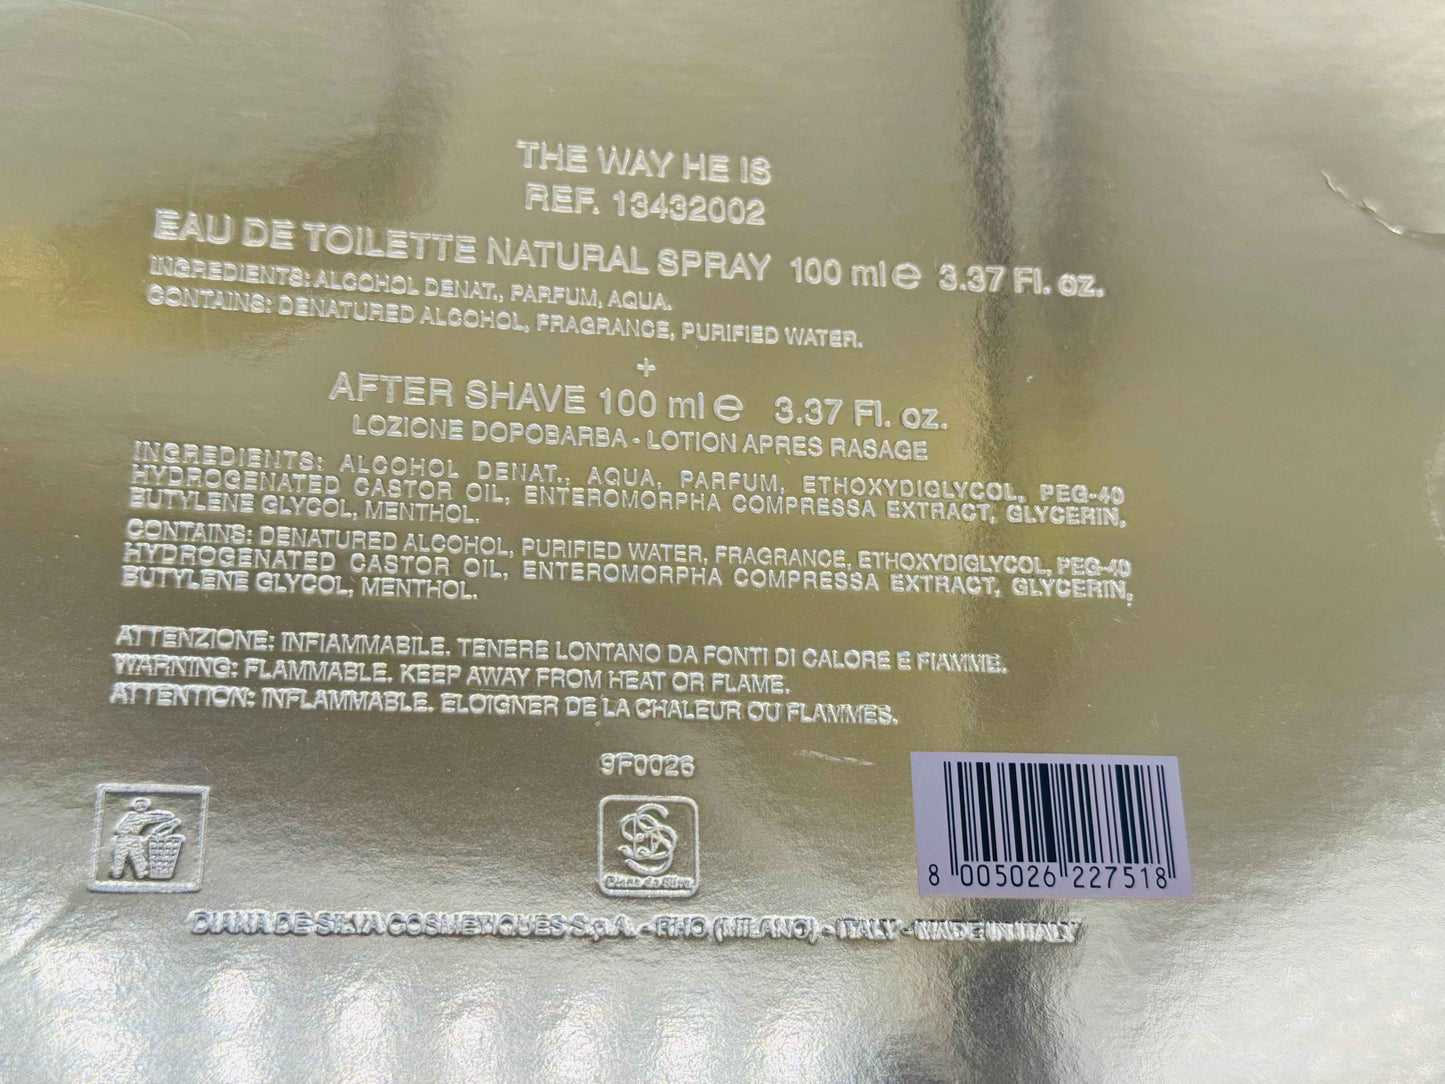 THE WAY HE IS
REF. 13432002
EAU DE TOILETTE NATURAL SPRAY 100 ml e 3.37 Fl. oz.
INGREDIENTS: ALCOHOL DENAT., PARFUM, AQUA.
CONTAINS: DENATURED ALCOHOL, FRAGRANCE, PURIFIED WATER.
+
AFTER SHAVE 100 ml e 3.37 Fl. oz.
LOZIONE DOPOBARBA - LOTION APRES RASAGE
INGREDIENTS: ALCOHOL DENAT., AQUA, PARFUM, ETHOXYDIGLYCOL, PEG-40
HYDROGENATED CASTOR OIL, ENTEROMORPHA COMPRESSA EXTRACT, GLYCERIN,
BUTYLENE GLYCOL, MENTHOL.
CONTAINS: DENATURED ALCOHOL, PURIFIED WATER, FRAGRANCE, ETHOXYDIGLYCOL, PEG-40
HYDROGENATED CASTOR OIL, ENTEROMORPHA COMPRESSA EXTRACT, GLYCERIN,
BUTYLENE GLYCOL, MENTHOL.
ATTENZIONE: INFIAMMABILE. TENERE LONTANO DA FONTI DI CALORE E FIAMME.
WARNING: FLAMMABLE. KEEP AWAY FROM HEAT OR FLAME.
ATTENTION: INFLAMMABLE. ELOIGNER DE LA CHALEUR OU FLAMMES.
9F0026
Diana de Silva
8 005026 227518
DIANA DE SILVA COSMETIQUES S.p.A. - RHO (MILANO) - ITALY - MADE IN ITALY